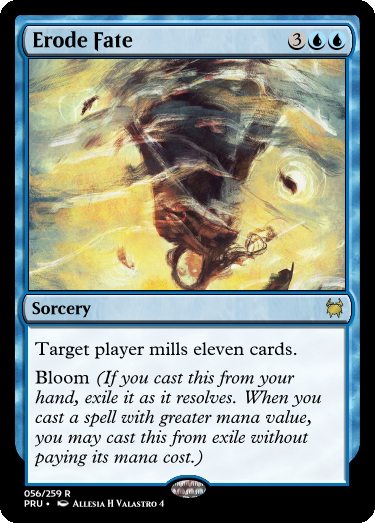 Erode Fate 3
Sorcery
Target player mills eleven cards.
Bloom (If you cast this from your
hand, exile it as it resolves. When you
cast a spell with greater mana value,
you may cast this from exile without
paying its mana cost.)
056/259 R
PRU • Allesia H Valastro 4